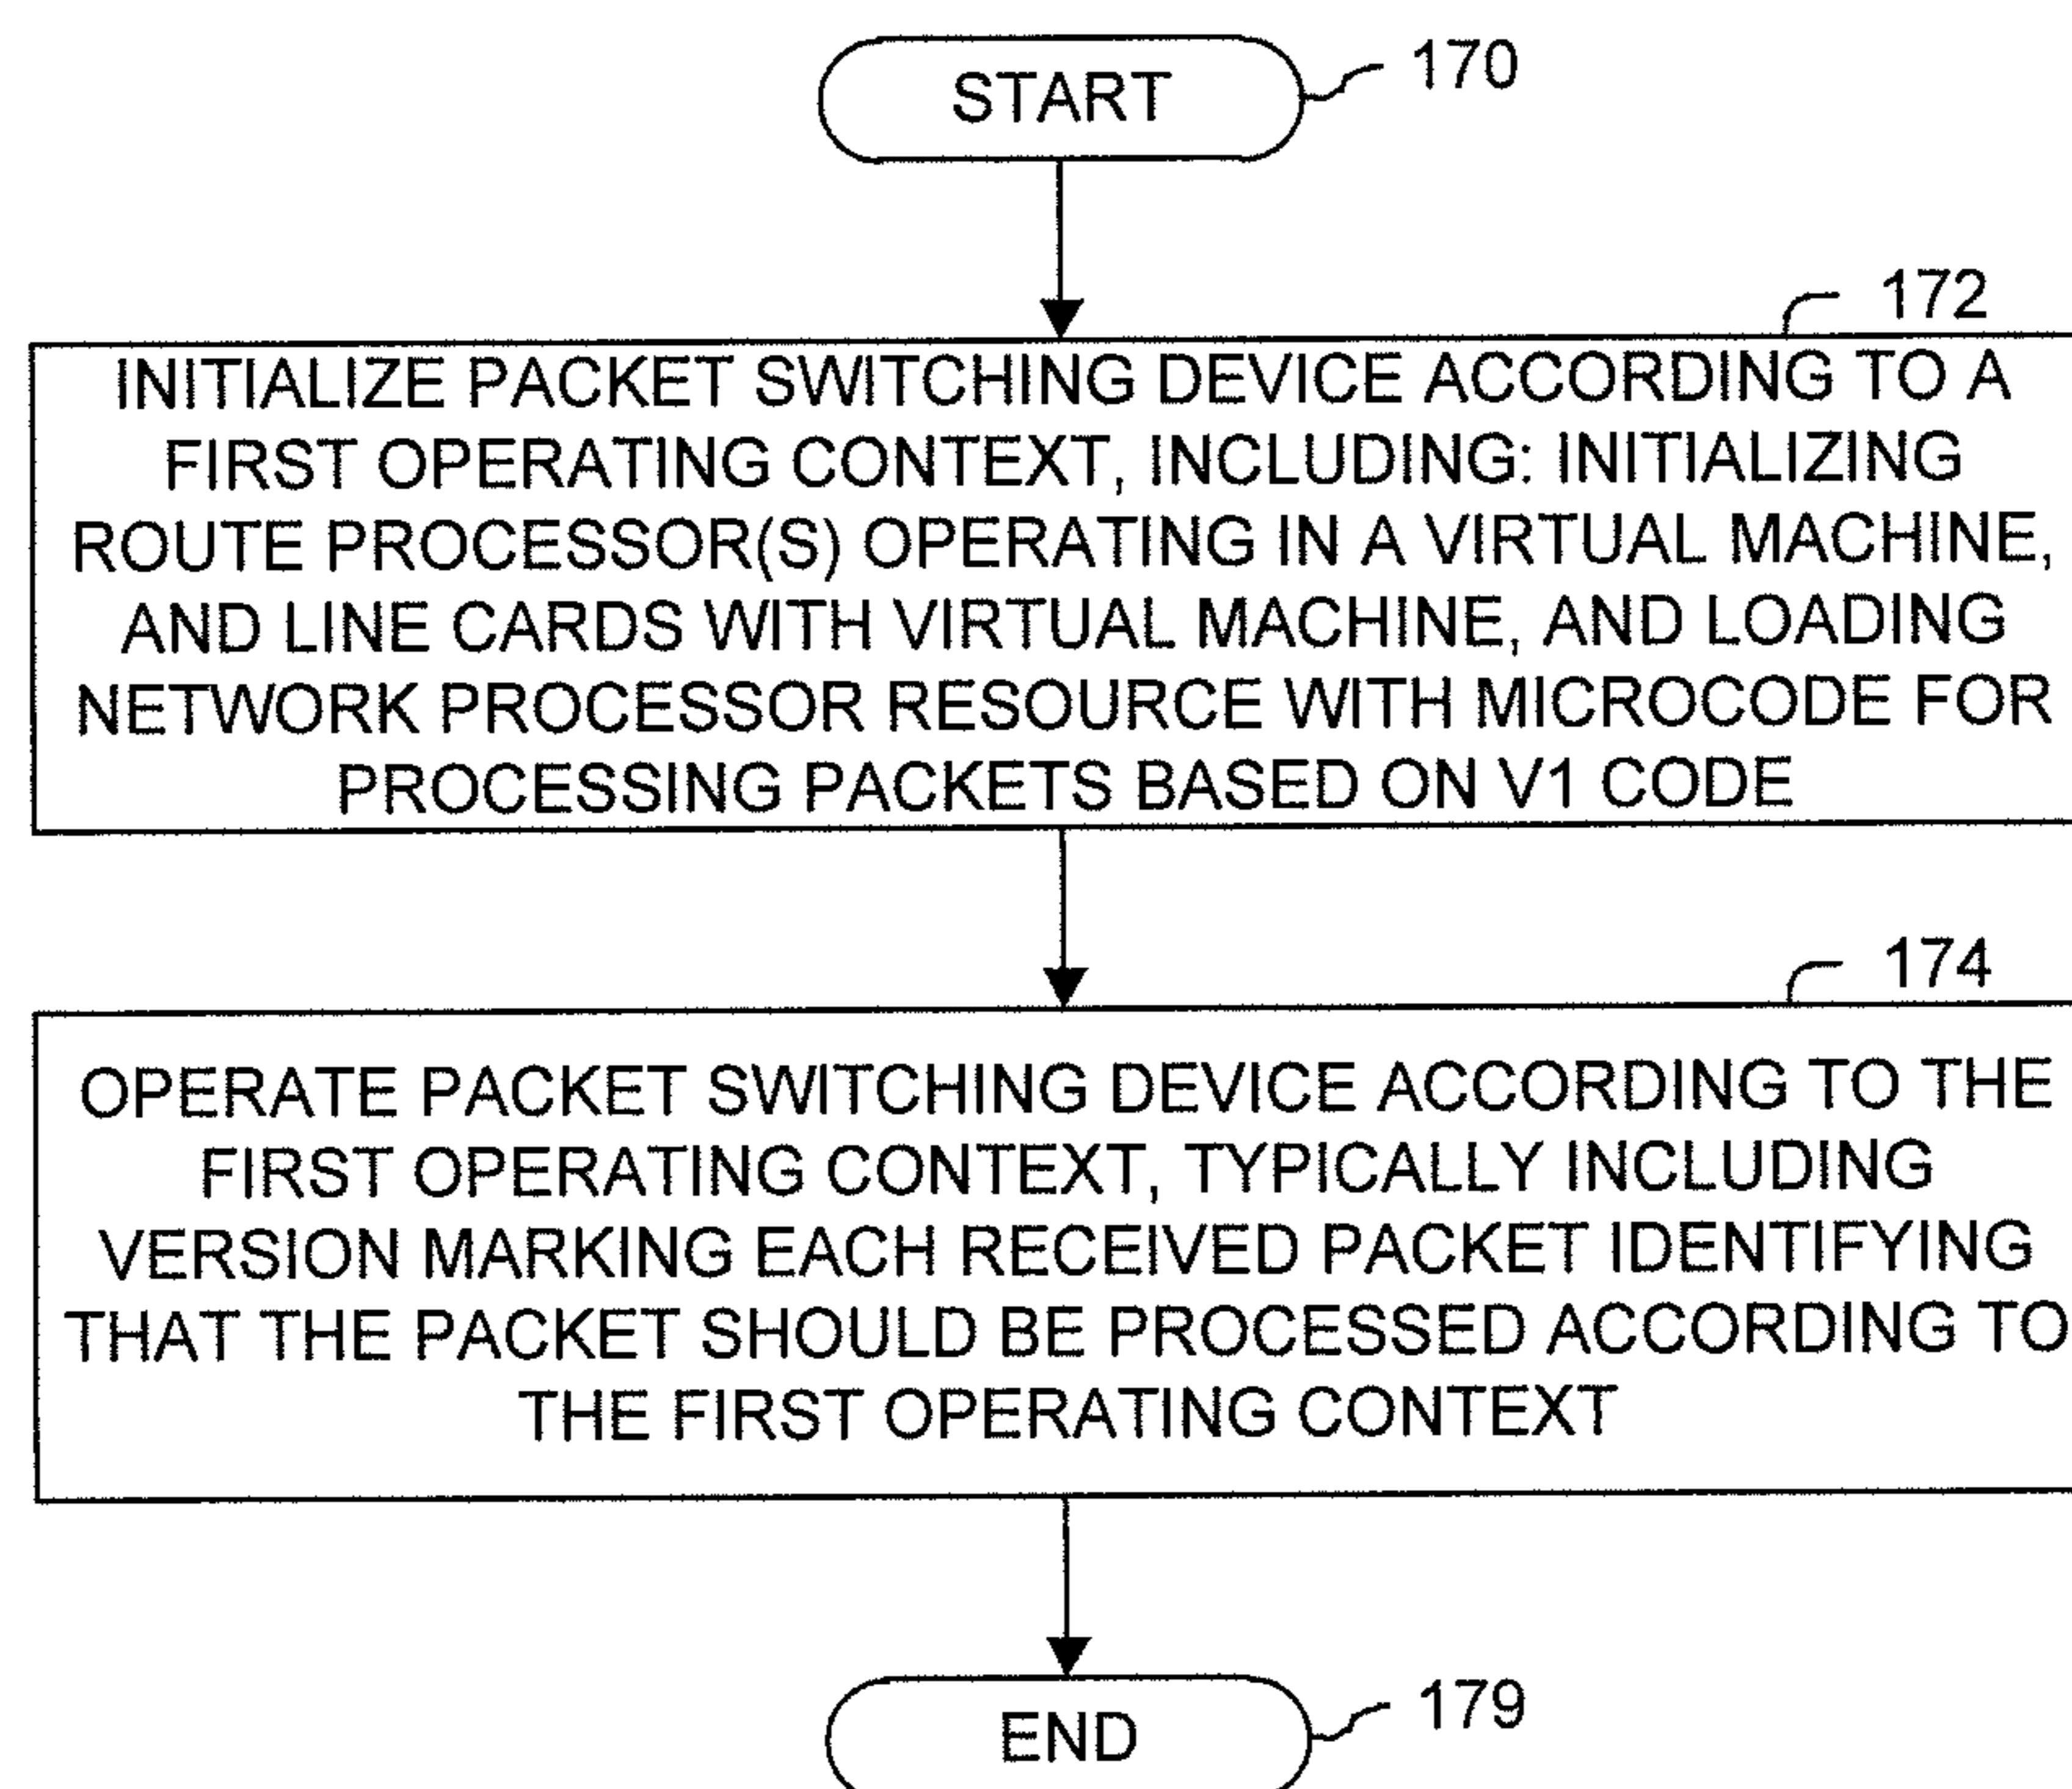 START
170
172
INITIALIZE PACKET SWITCHING DEVICE ACCORDING TO A
FIRST OPERATING CONTEXT, INCLUDING: INITIALIZING
ROUTE PROCESSOR(S) OPERATING IN A VIRTUAL MACHINE,
AND LINE CARDS WITH VIRTUAL MACHINE, AND LOADING
NETWORK PROCESSOR RESOURCE WITH MICROCODE FOR
PROCESSING PACKETS BASED ON V1 CODE
174
OPERATE PACKET SWITCHING DEVICE ACCORDING TO THE
FIRST OPERATING CONTEXT, TYPICALLY INCLUDING
VERSION MARKING EACH RECEIVED PACKET IDENTIFYING
THAT THE PACKET SHOULD BE PROCESSED ACCORDING TO
THE FIRST OPERATING CONTEXT
END
179